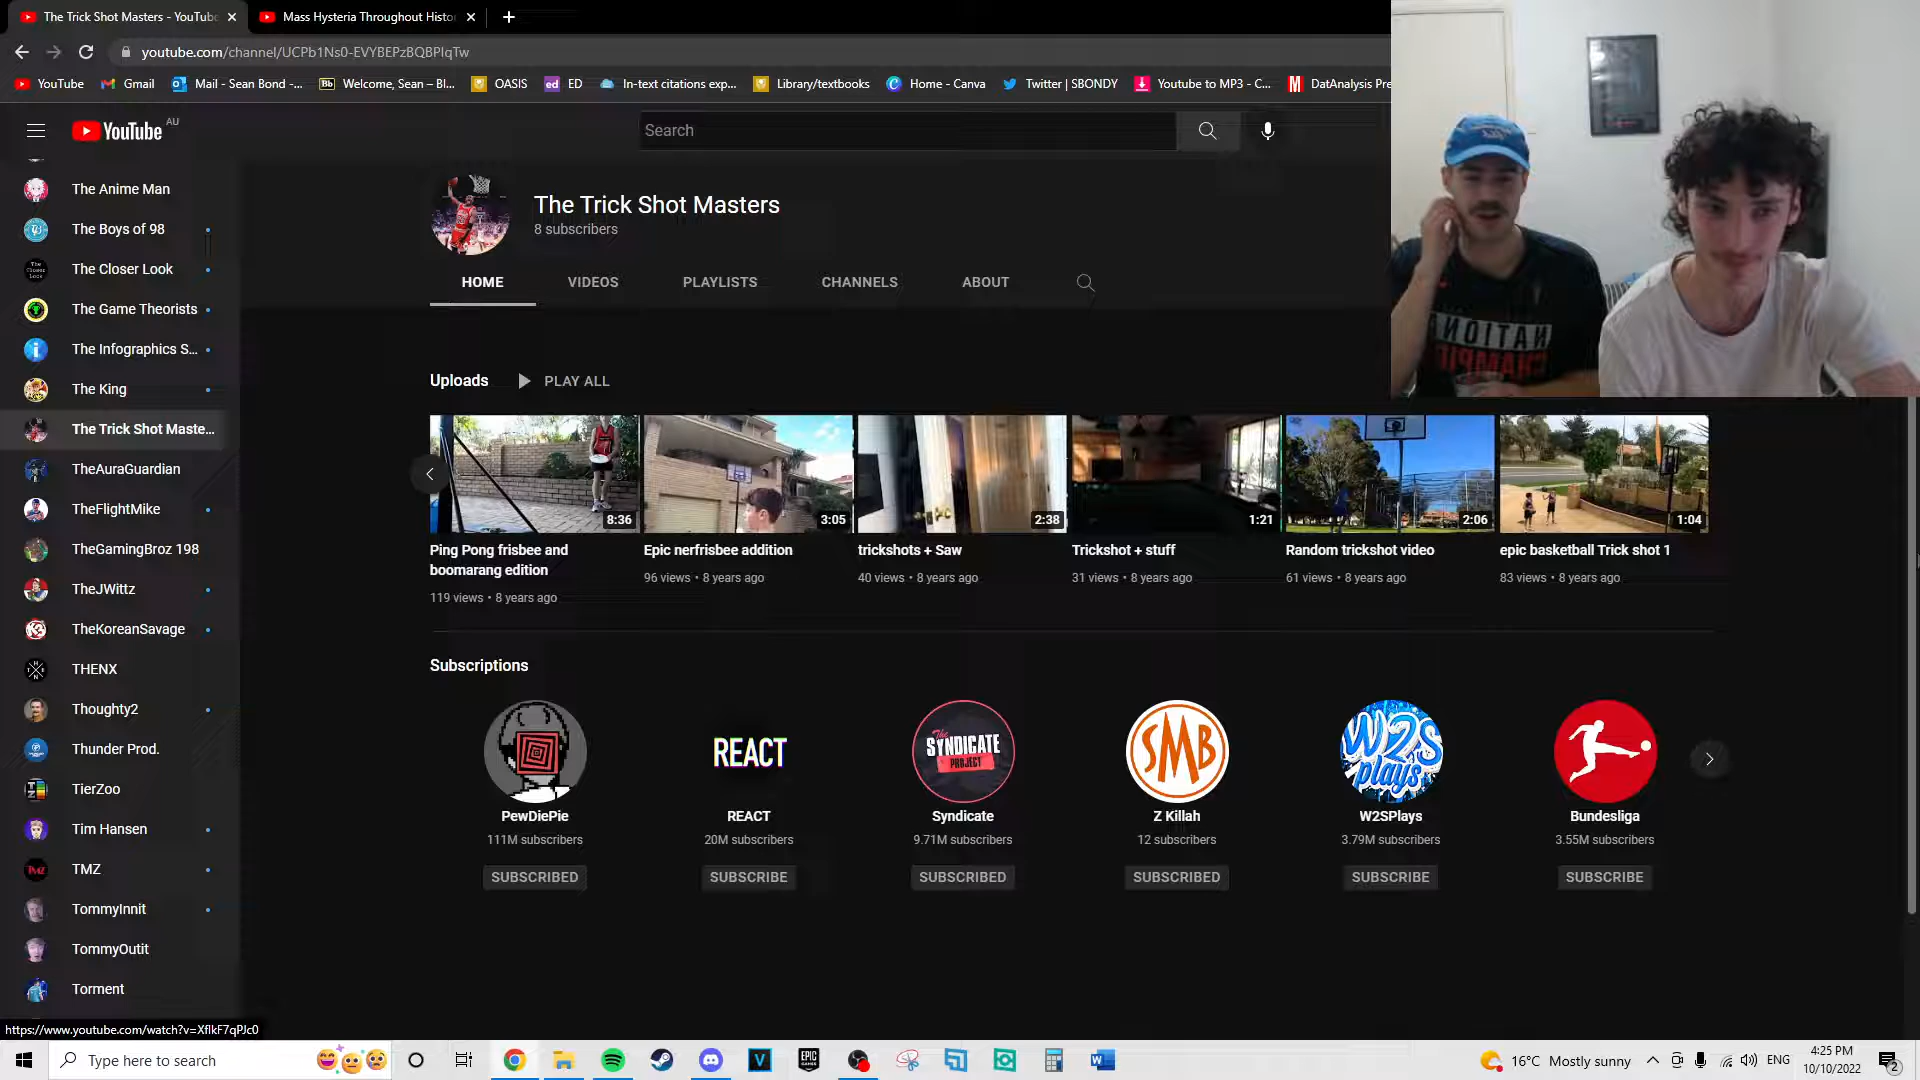 The Trick Shot Masters - YouTube
Mass Hysteria Throughout Histo
youtube.com/channel/UCPb1Ns0-EVYBEPzBQBPlqTw
YouTube
Gmail
Mail - Sean Bond -...
Bb Welcome, Sean – Bl...
OASIS
ed ED
In-text citations exp...
Library/textbooks
Home - Canva
Twitter | SBONDY
Youtube to MP3 - C...
DatAnalysis Pre
YouTube AU
Search
The Anime Man
The Boys of 98
The Closer Look
The Game Theorists
The Infographics S...
The King
The Trick Shot Maste...
TheAuraGuardian
TheFlightMike
TheGamingBroz 198
TheJWittz
TheKoreanSavage
THENX
Thoughty2
Thunder Prod.
TierZoo
Tim Hansen
TMZ
TommyInnit
TommyOutit
Torment
The Trick Shot Masters
8 subscribers
HOME VIDEOS PLAYLISTS CHANNELS ABOUT
Uploads PLAY ALL
8:36 3:05 2:38 1:21 2:06 1:04
Ping Pong frisbee and
boomarang edition
119 views • 8 years ago
Epic nerfrisbee addition
96 views • 8 years ago
trickshots + Saw
40 views • 8 years ago
Trickshot + stuff
31 views • 8 years ago
Random trickshot video
61 views • 8 years ago
epic basketball Trick shot 1
83 views • 8 years ago
Subscriptions
PewDiePie
111M subscribers
SUBSCRIBED
REACT
REACT
20M subscribers
SUBSCRIBE
The
SYNDICATE
PROJECT
Syndicate
9.71M subscribers
SUBSCRIBED
SMB
Z Killah
12 subscribers
SUBSCRIBED
W2S
plays
W2SPlays
3.79M subscribers
SUBSCRIBE
Bundesliga
3.55M subscribers
SUBSCRIBE
https://www.youtube.com/watch?v=XflkF7qPJc0
Type here to search
16°C Mostly sunny
ENG
4:25 PM
10/10/2022
2